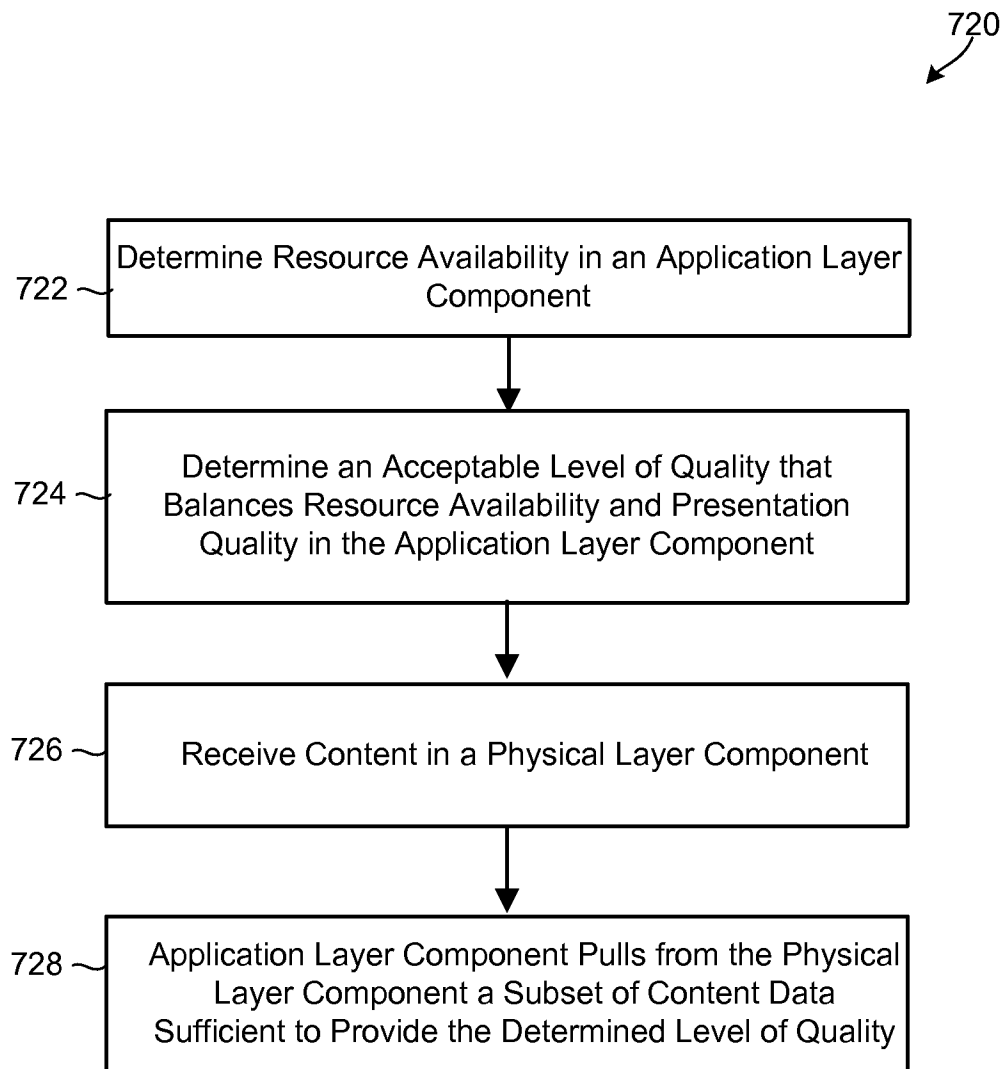 720
722
Determine Resource Availability in an Application Layer
Component
724
Determine an Acceptable Level of Quality that
Balances Resource Availability and Presentation
Quality in the Application Layer Component
726
Receive Content in a Physical Layer Component
728
Application Layer Component Pulls from the Physical
Layer Component a Subset of Content Data
Sufficient to Provide the Determined Level of Quality